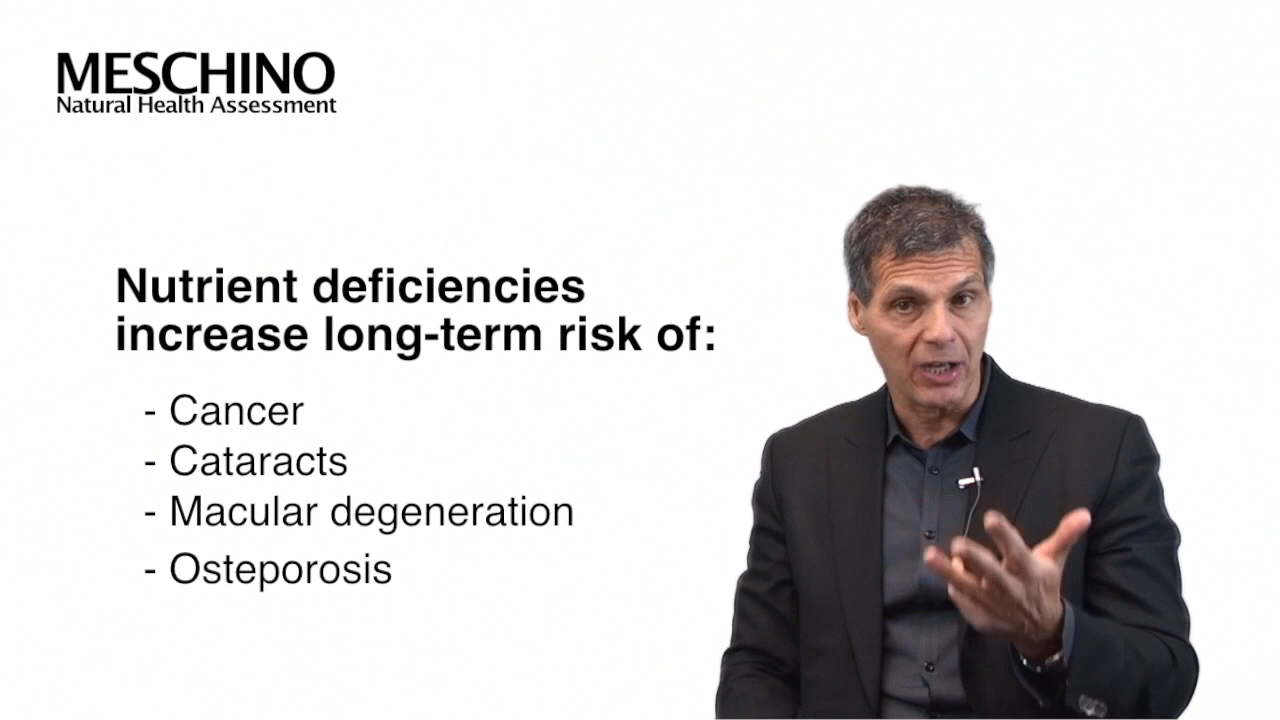 MESCHINO
Natural Health Assessment
Nutrient deficiencies
increase long-term risk of:
- Cancer
- Cataracts
- Macular degeneration
- Osteporosis